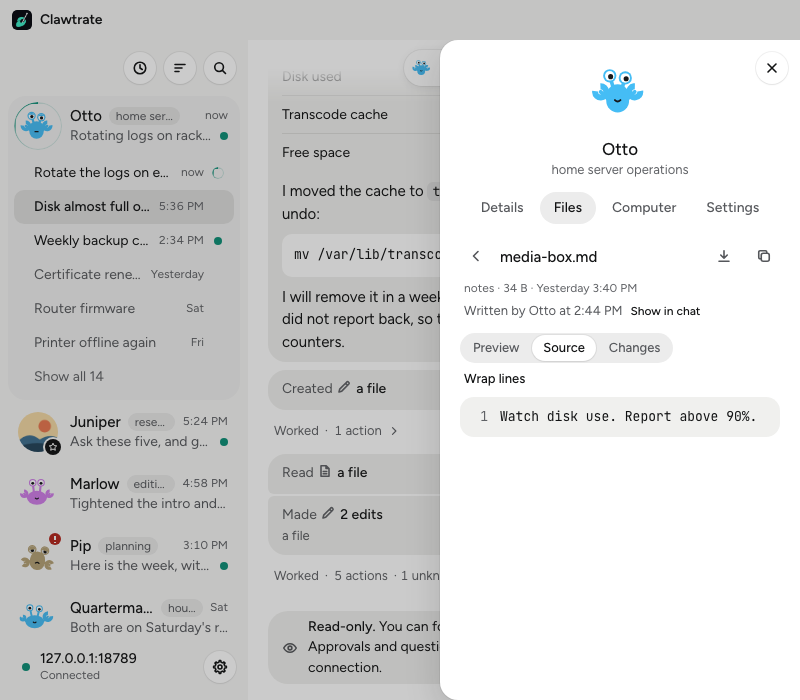 Clawtrate
Otto
home ser...
now
Rotating logs on rack...
Rotate the logs on e...
now
Disk almost full o...
5:36 PM
Weekly backup c...
2:34 PM
Certificate rene...
Yesterday
Router firmware
Sat
Printer offline again
Fri
Show all 14
Juniper
rese...
5:24 PM
Ask these five, and g...
Marlow
editi...
4:58 PM
Tightened the intro and...
Pip
planning
3:10 PM
Here is the week, wit...
Quarterma...
hou...
Sat
Both are on Saturday's r...
127.0.0.1:18789
Connected
Disk used
Transcode cache
Free space
I moved the cache to
undo:
mv /var/lib/transco
I will remove it in a week
did not report back, so
counters.
Created a file
Worked · 1 action
Read a file
Made 2 edits
a file
Worked · 5 actions · 1 unkn
Read-only. You can fo
Approvals and questi
connection.
Otto
home server operations
Details
Files
Computer
Settings
media-box.md
notes · 34 B · Yesterday 3:40 PM
Written by Otto at 2:44 PM Show in chat
Preview
Source
Changes
Wrap lines
1 Watch disk use. Report above 90%.